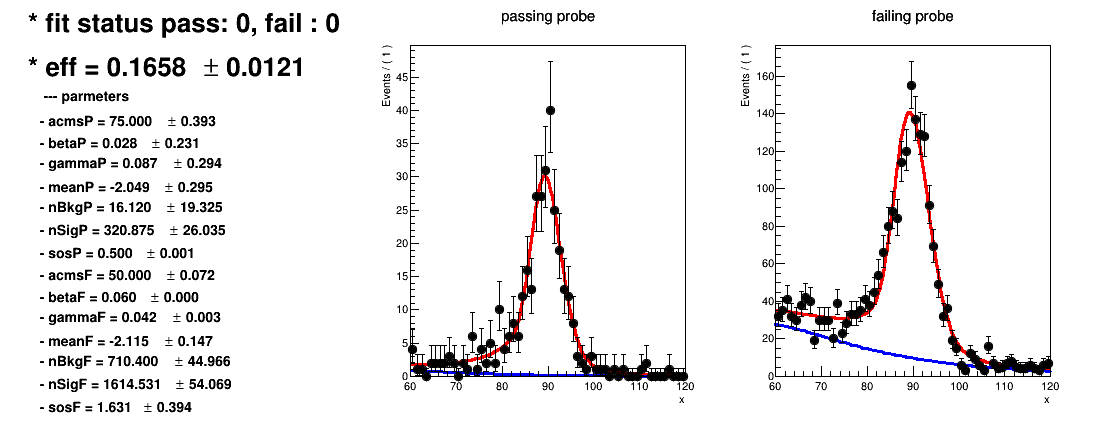 * fit status pass: 0, fail : 0
* eff = 0.1658 ± 0.0121
--- parmeters
- acmsP = 75.000 ± 0.393
- betaP = 0.028 ± 0.231
- gammaP = 0.087 ± 0.294
- meanP = -2.049 ± 0.295
- nBkgP = 16.120 ± 19.325
- nSigP = 320.875 ± 26.035
- sosP = 0.500 ± 0.001
- acmsF = 50.000 ± 0.072
- betaF = 0.060 ± 0.000
- gammaF = 0.042 ± 0.003
- meanF = -2.115 ± 0.147
- nBkgF = 710.400 ± 44.966
- nSigF = 1614.531 ± 54.069
- sosF = 1.631 ± 0.394
passing probe
Events / ( 1 )
45
40
35
30
25
20
15
10
5
0
60 70 80 90 100 110 120
x
failing probe
Events / ( 1 )
160
140
120
100
80
60
40
20
0
60 70 80 90 100 110 120
x